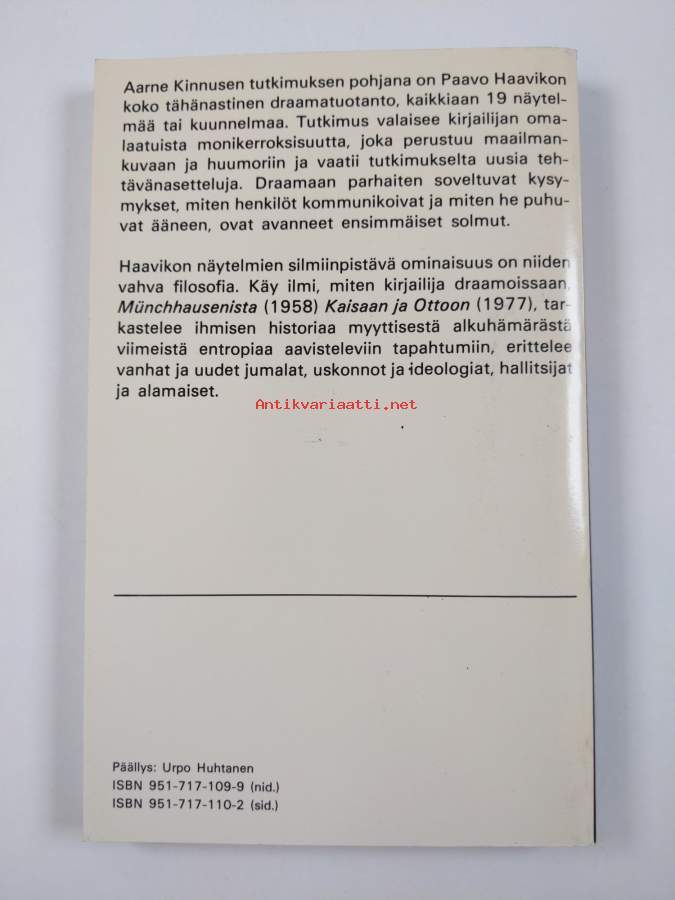 Aarne Kinnusen tutkimuksen pohjana on Paavo Haavikon
koko tähänastinen draamatuotanto, kaikkiaan 19 näytel-
mää tai kuunnelmaa. Tutkimus valaisee kirjailijan oma-
laatuista monikerroksisuutta, joka perustuu maailman-
kuvaan ja huumoriin ja vaatii tutkimukselta uusia teh-
tävänasetteluja. Draamaan parhaiten soveltuvat kysy-
mykset, miten henkilöt kommunikoivat ja miten he puhu-
vat ääneen, ovat avanneet ensimmäiset solmut.
Haavikon näytelmien silmiinpistävä ominaisuus on niiden
vahva filosofia. Käy ilmi, miten kirjailija draamoissaan,
Münchhausenista (1958) Kaisaan ja Ottoon (1977), tar-
kastelee ihmisen historiaa myyttisestä alkuhämärästä
viimeistä entropiaa aavisteleviin tapahtumiin, erittelee
vanhat ja uudet jumalat, uskonnot ja ideologiat, hallitsijat
ja alamaiset.
Antikvariaatti.net
Päällys: Urpo Huhtanen
ISBN 951-717-109-9 (nid.)
ISBN 951-717-110-2 (sid.)